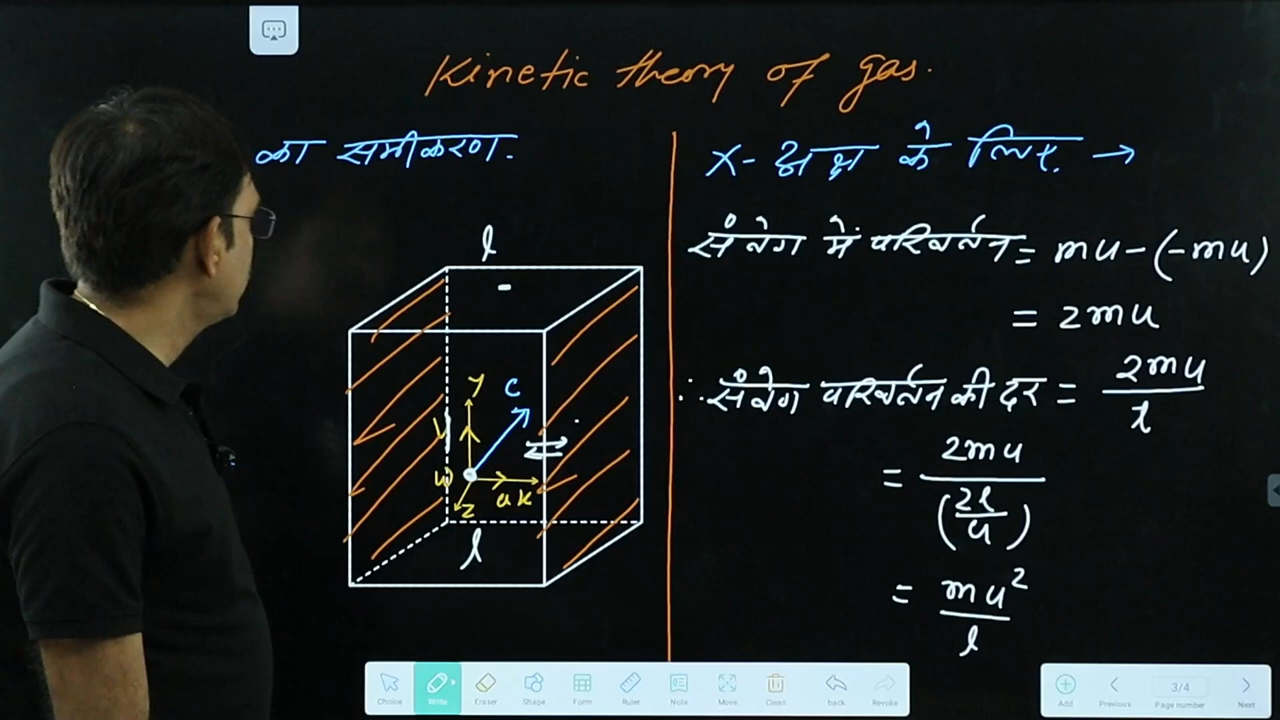 Kinetic theory of gas.
का समीकरण.
l
y
c
v
w
u x
z
l
x-अक्ष के लिए →
संवेग में परिवर्तन = mu-(-mu)
= 2mu
∴ संवेग परिवर्तन की दर = 2mu/t
= 2mu/(2l/u)
= mu²/l
Choice Write Eraser Shape Form Ruler Note Move Clean back Revoke
Add Previous 3/4 Page number Next